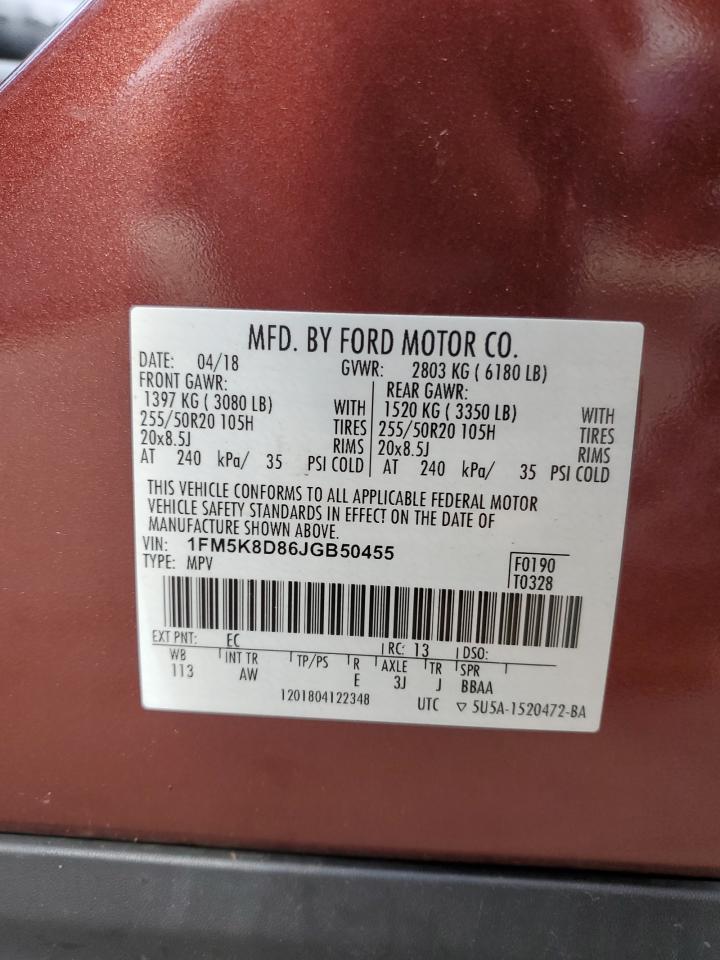 MFD. BY FORD MOTOR CO.
DATE: 04/18 GVWR: 2803 KG ( 6180 LB)
FRONT GAWR: REAR GAWR:
1397 KG ( 3080 LB) WITH 1520 KG ( 3350 LB) WITH
255/50R20 105H TIRES 255/50R20 105H TIRES
20x8.5J RIMS 20x8.5J RIMS
AT 240 kPa/ 35 PSI COLD AT 240 kPa/ 35 PSI COLD
THIS VEHICLE CONFORMS TO ALL APPLICABLE FEDERAL MOTOR
VEHICLE SAFETY STANDARDS IN EFFECT ON THE DATE OF
MANUFACTURE SHOWN ABOVE.
VIN: 1FM5K8D86JGB50455
TYPE: MPV F0190
T0328
EXT PNT: EC RC: 13 DSO:
WB INT TR TP/PS R AXLE TR SPR
113 AW E 3J J BBAA
1201804122348 UTC ▽ 5U5A-1520472-BA